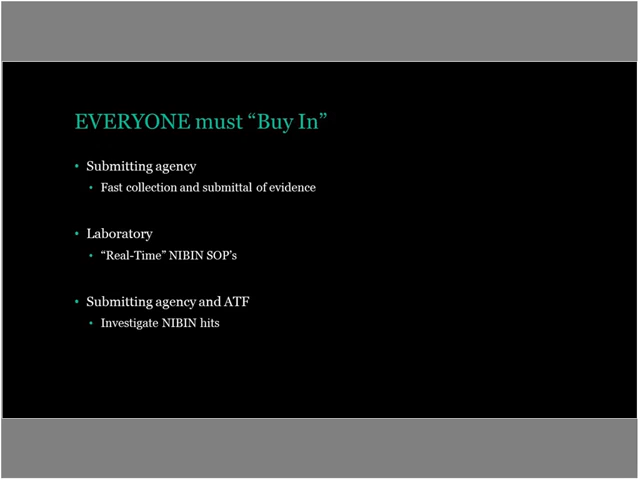 EVERYONE must “Buy In”
• Submitting agency
• Fast collection and submittal of evidence
• Laboratory
• “Real-Time” NIBIN SOP’s
• Submitting agency and ATF
• Investigate NIBIN hits